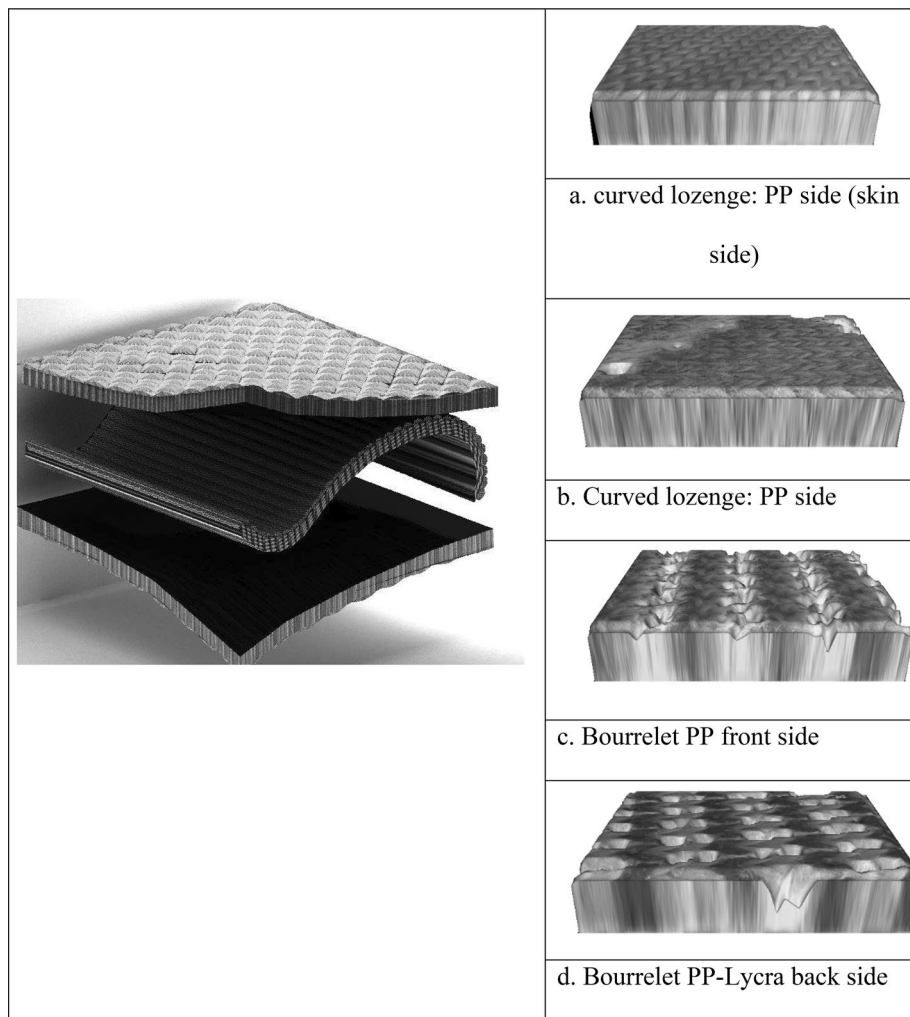 a. curved lozenge: PP side (skin
side)
b. Curved lozenge: PP side
c. Bourrelet PP front side
d. Bourrelet PP-Lycra back side